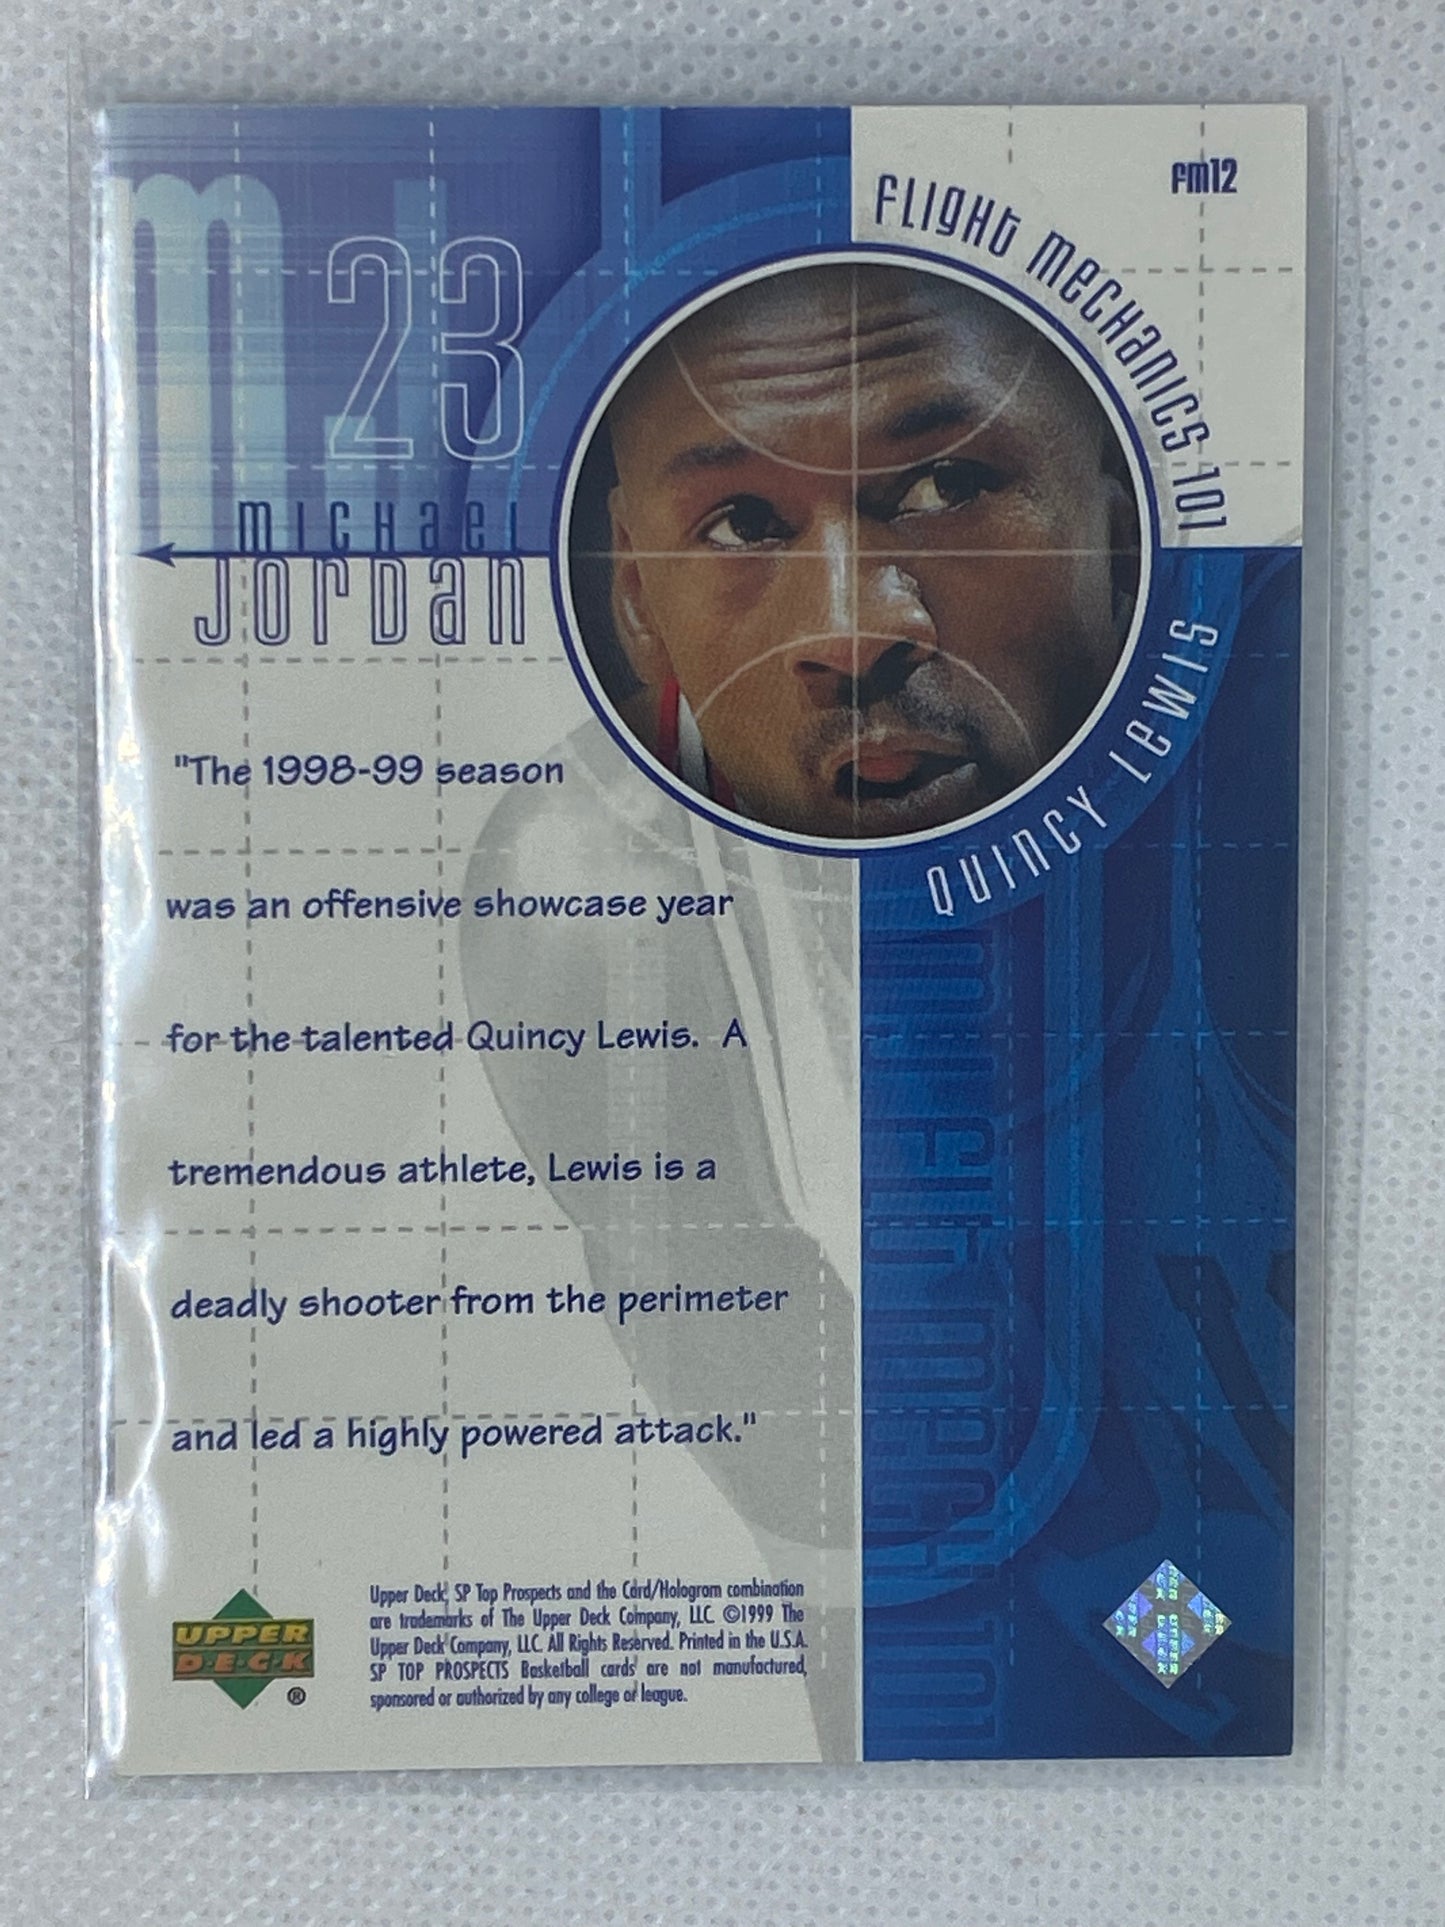 fm12
FLIGHT MECHANICS 101
MJ
23
MICHAEL
JORDAN
QUINCY LEWIS
"The 1998-99 season
was an offensive showcase year
for the talented Quincy Lewis.  A
tremendous athlete, Lewis is a
deadly shooter from the perimeter
and led a highly powered attack."
UPPER
D·E·C·K
®
Upper Deck, SP Top Prospects and the Card/Hologram combination
are trademarks of The Upper Deck Company, LLC. ©1999 The
Upper Deck Company, LLC. All Rights Reserved. Printed in the U.S.A.
SP TOP PROSPECTS Basketball cards are not manufactured,
sponsored or authorized by any college or league.